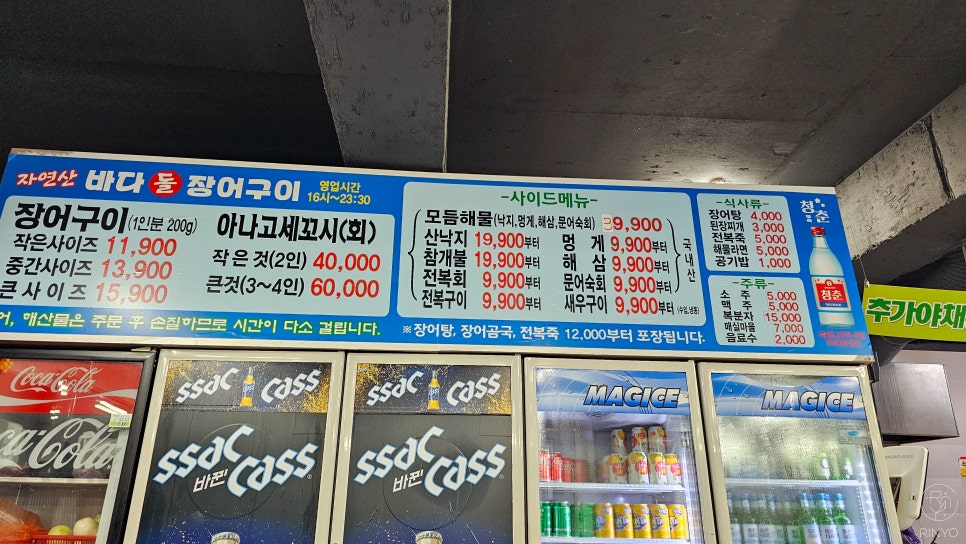 자연산 바다 돌 장어구이 영업시간 16시~23:30
장어구이(1인분 200g)
작은사이즈 11,900
중간사이즈 13,900
큰사이즈 15,900
아나고세꼬시(회)
작은것(2인) 40,000
큰것(3~4인) 60,000
어, 해산물은 주문 후 손질하므로 시간이 다소 걸립니다.
-사이드메뉴-
모듬해물(낙지,멍게,해삼,문어숙회) 39,900
산낙지 19,900부터
참개불 19,900부터
전복회 9,900부터
전복구이 9,900부터
멍게 9,900부터
해삼 9,900부터
문어숙회 9,900부터
새우구이 9,900부터
국내산
※장어탕, 장어곰국, 전복죽 12,000부터 포장됩니다.
-식사류-
장어탕 4,000
된장찌개 3,000
전복죽 5,000
해물라면 5,000
공기밥 1,000
-주류-
소주 5,000
맥주 5,000
복분자 15,000
매실마을 7,000
음료수 2,000
청춘
청춘
추가야채
Coca-Cola
Coca-Cola
ssac Cass
ssac
바뀐 Cass
ssac Cass
ssac
바뀐 Cass
MAGICE
MAGICE
RINYO